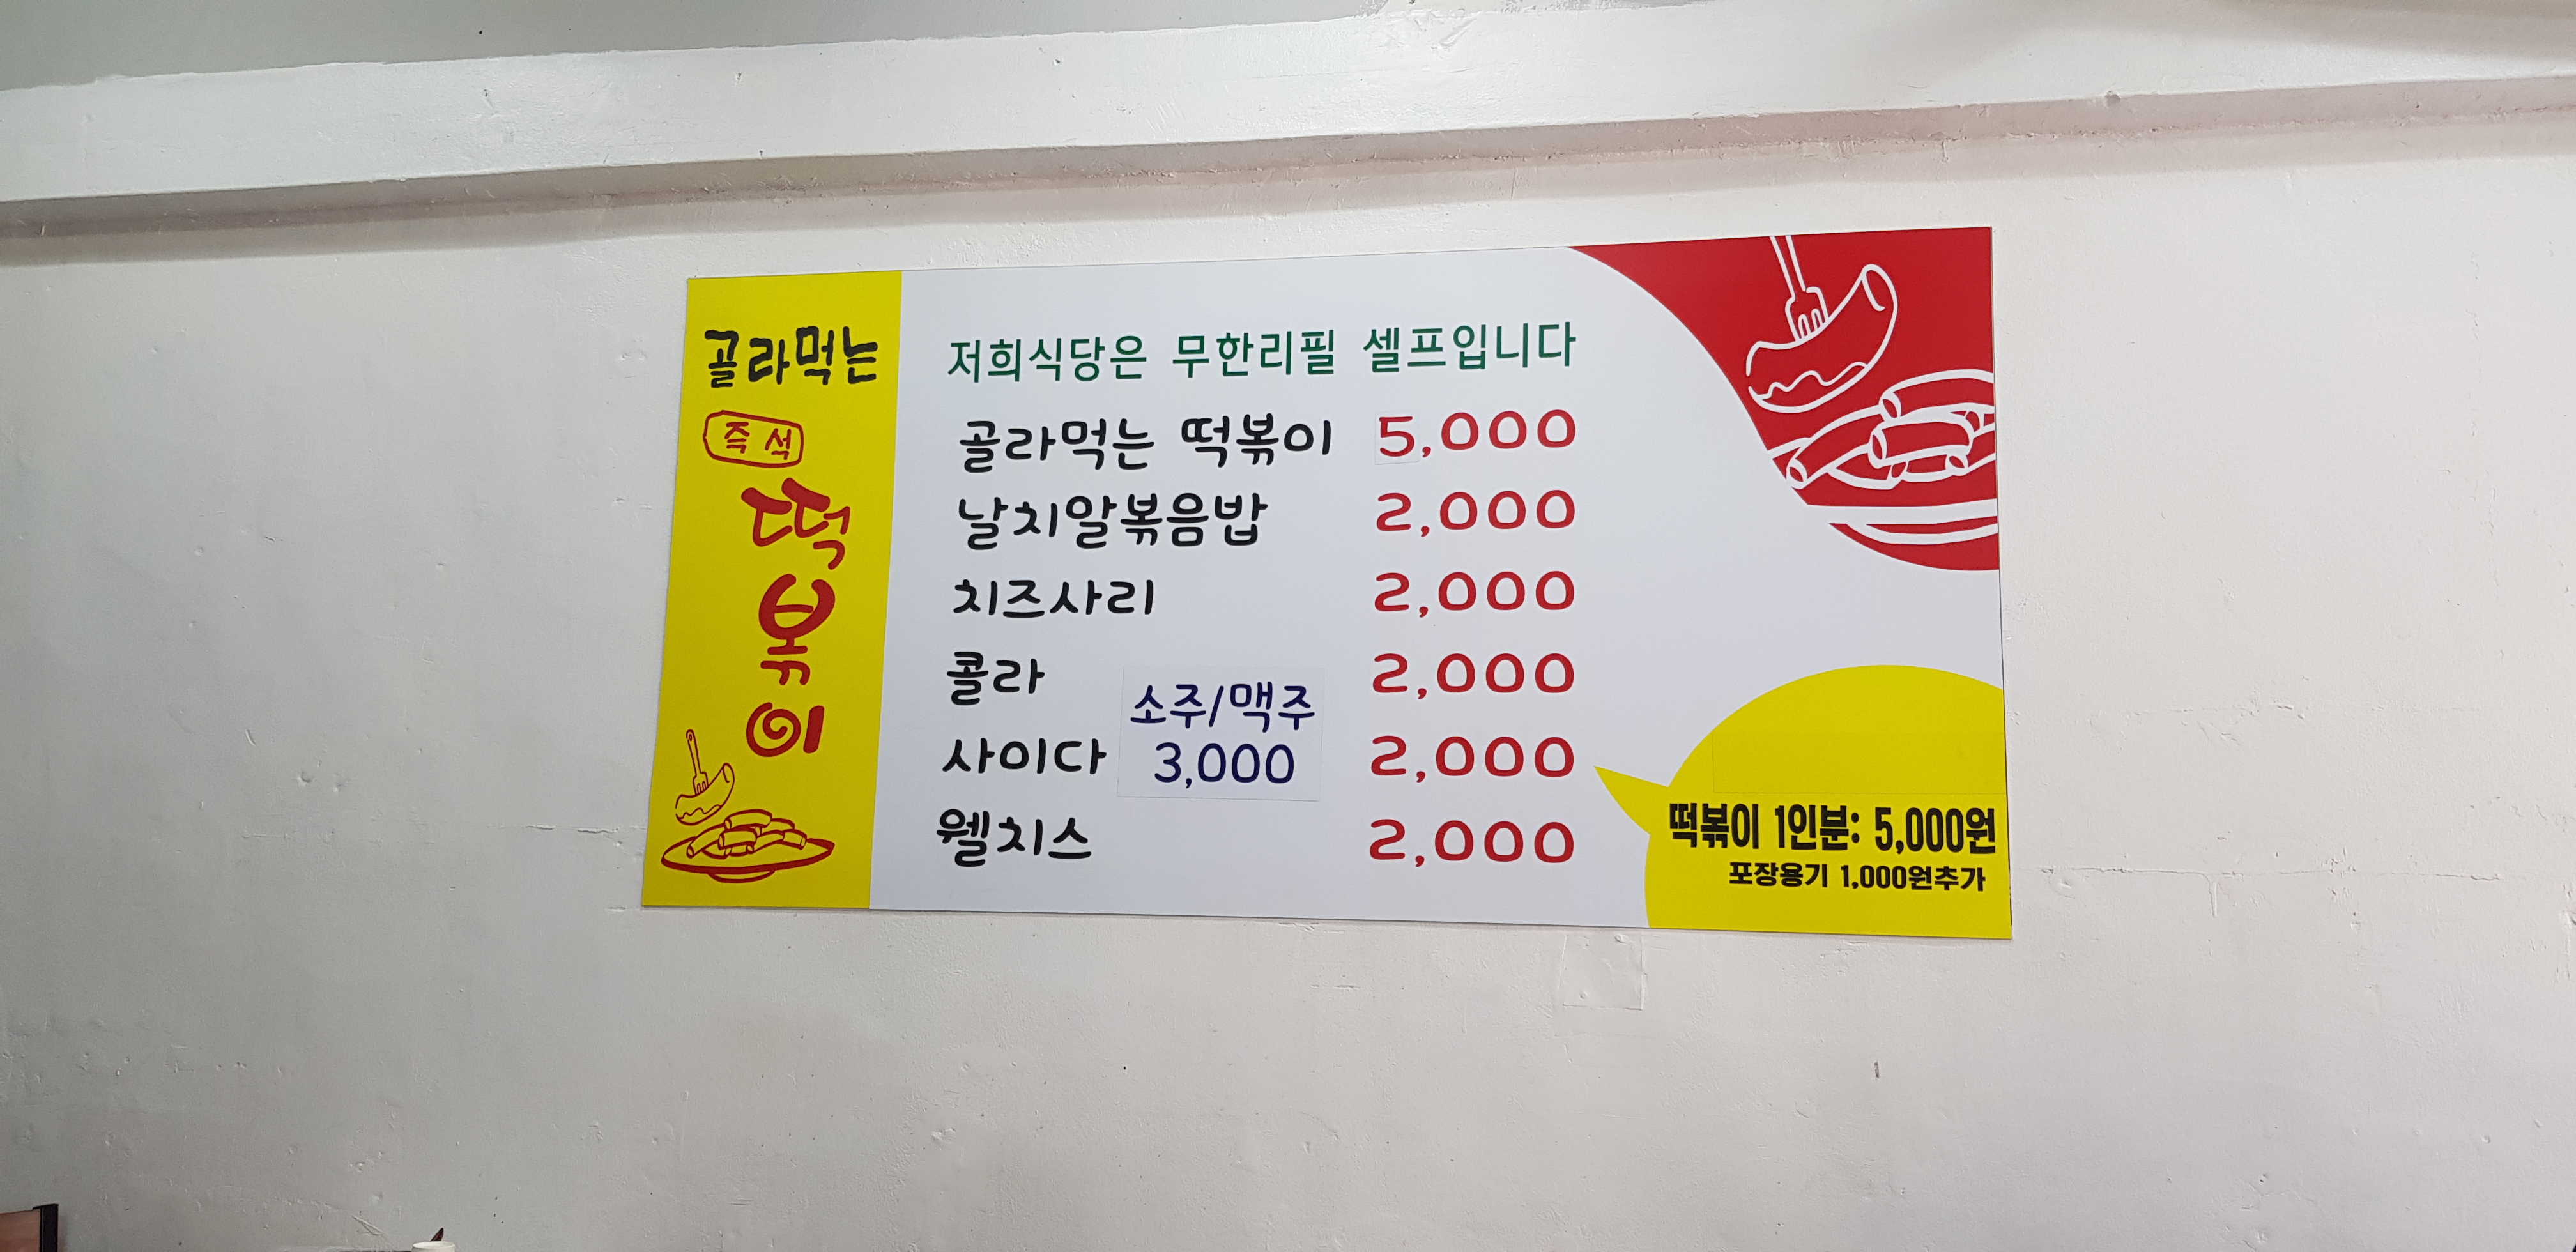 골라먹는
즉석
떡볶이
저희식당은 무한리필 셀프입니다
골라먹는 떡볶이 5,000
날치알볶음밥 2,000
치즈사리 2,000
콜라 2,000
소주/맥주
3,000
사이다 2,000
웰치스 2,000
떡볶이 1인분: 5,000원
포장용기 1,000원추가